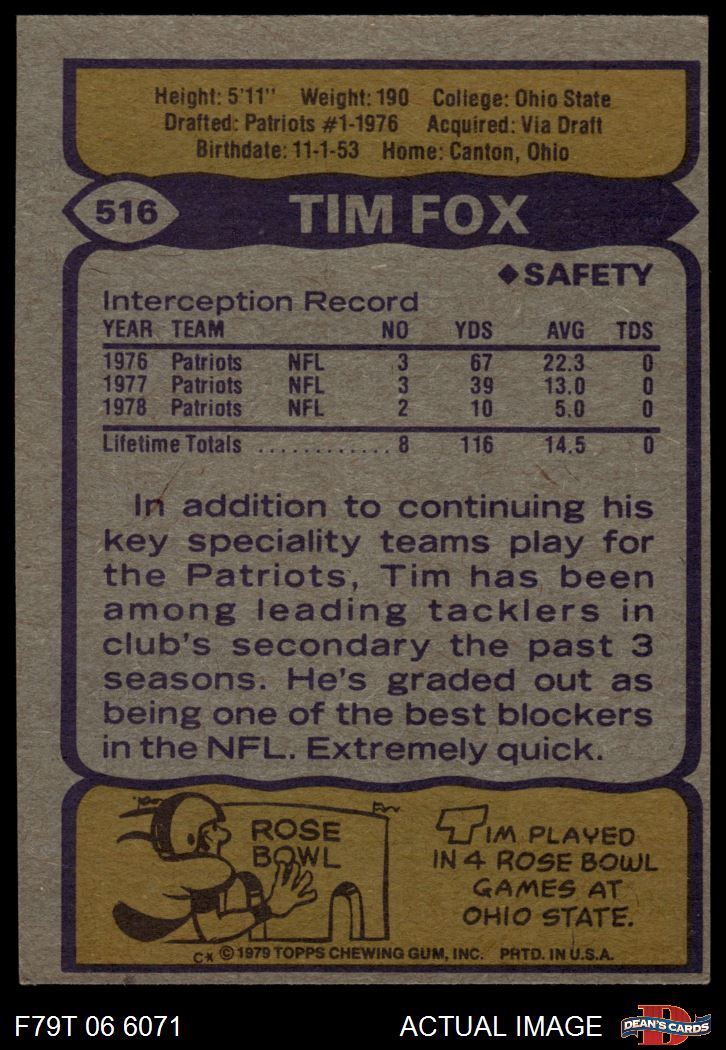 Height: 5'11" Weight: 190 College: Ohio State
Drafted: Patriots #1-1976 Acquired: Via Draft
Birthdate: 11-1-53 Home: Canton, Ohio
516 TIM FOX
◆SAFETY
Interception Record
YEAR TEAM NO YDS AVG TDS
1976 Patriots NFL 3 67 22.3 0
1977 Patriots NFL 3 39 13.0 0
1978 Patriots NFL 2 10 5.0 0
Lifetime Totals ............ 8 116 14.5 0
In addition to continuing his
key speciality teams play for
the Patriots, Tim has been
among leading tacklers in
club's secondary the past 3
seasons. He's graded out as
being one of the best blockers
in the NFL. Extremely quick.
ROSE
BOWL
TIM PLAYED
IN 4 ROSE BOWL
GAMES AT
OHIO STATE.
C* © 1979 TOPPS CHEWING GUM, INC. PRTD. IN U.S.A.
F79T 06 6071 ACTUAL IMAGE D DEAN'S CARDS